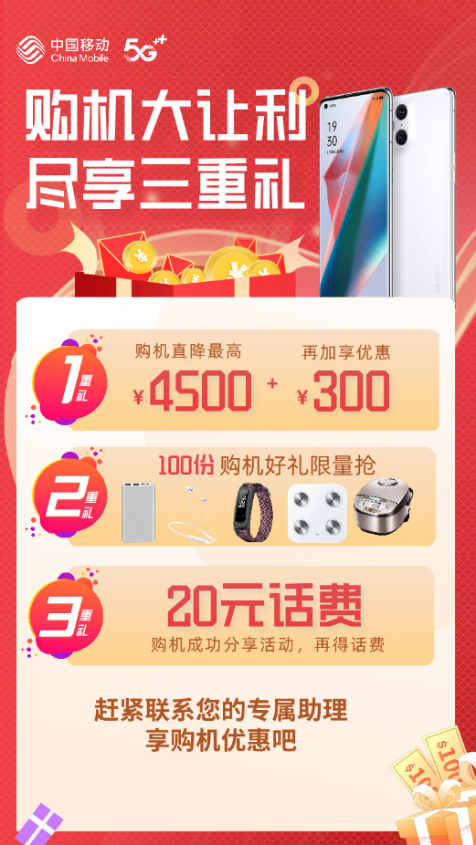 中国移动
China Mobile
5G++
购机大让利
尽享三重礼
19
30
1重礼
购机直降最高
再加享优惠
¥4500 + ¥300
2重礼
100份 购机好礼限量抢
3重礼
20元话费
购机成功分享活动，再得话费
赶紧联系您的专属助理
享购机优惠吧